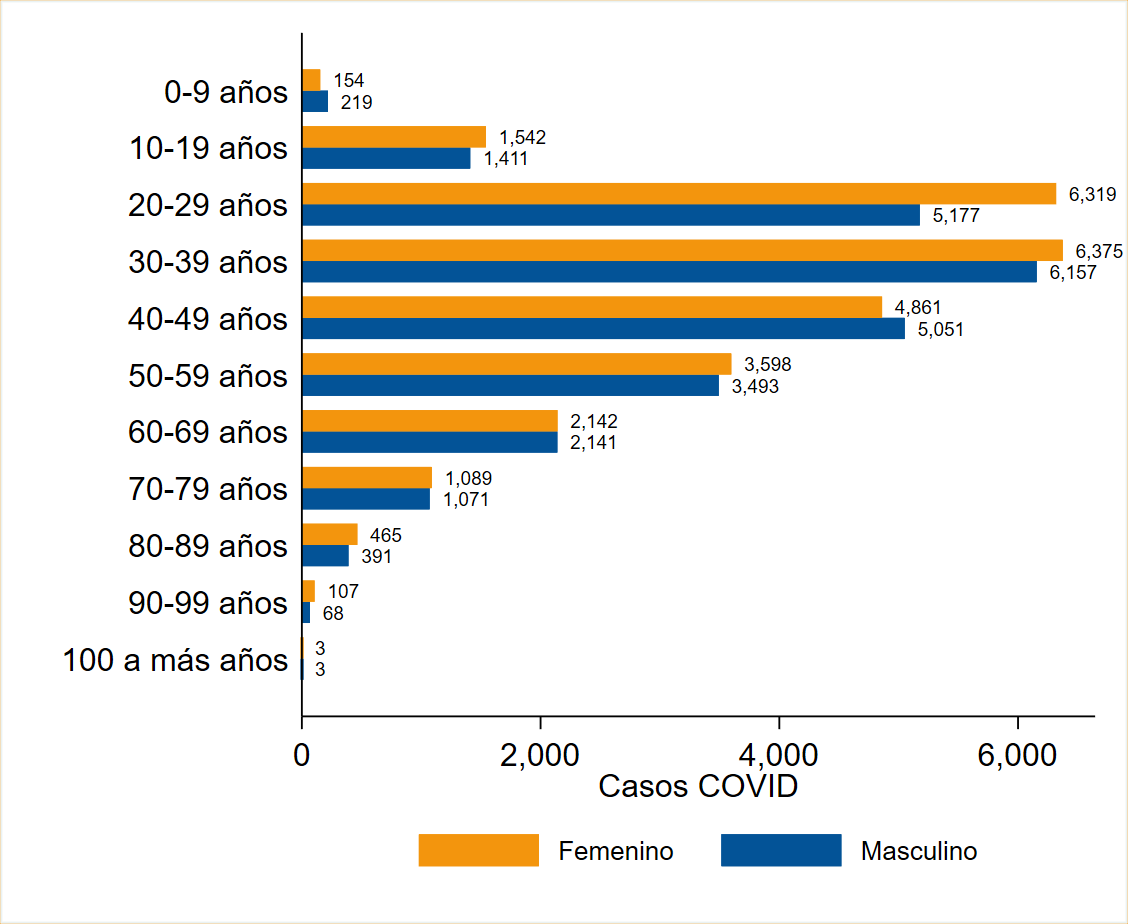 0-9 años
154
219
10-19 años
1,542
1,411
20-29 años
6,319
5,177
30-39 años
6,375
6,157
40-49 años
4,861
5,051
50-59 años
3,598
3,493
60-69 años
2,142
2,141
70-79 años
1,089
1,071
80-89 años
465
391
90-99 años
107
68
100 a más años
3
3
0 2,000 4,000 6,000
Casos COVID
Femenino Masculino